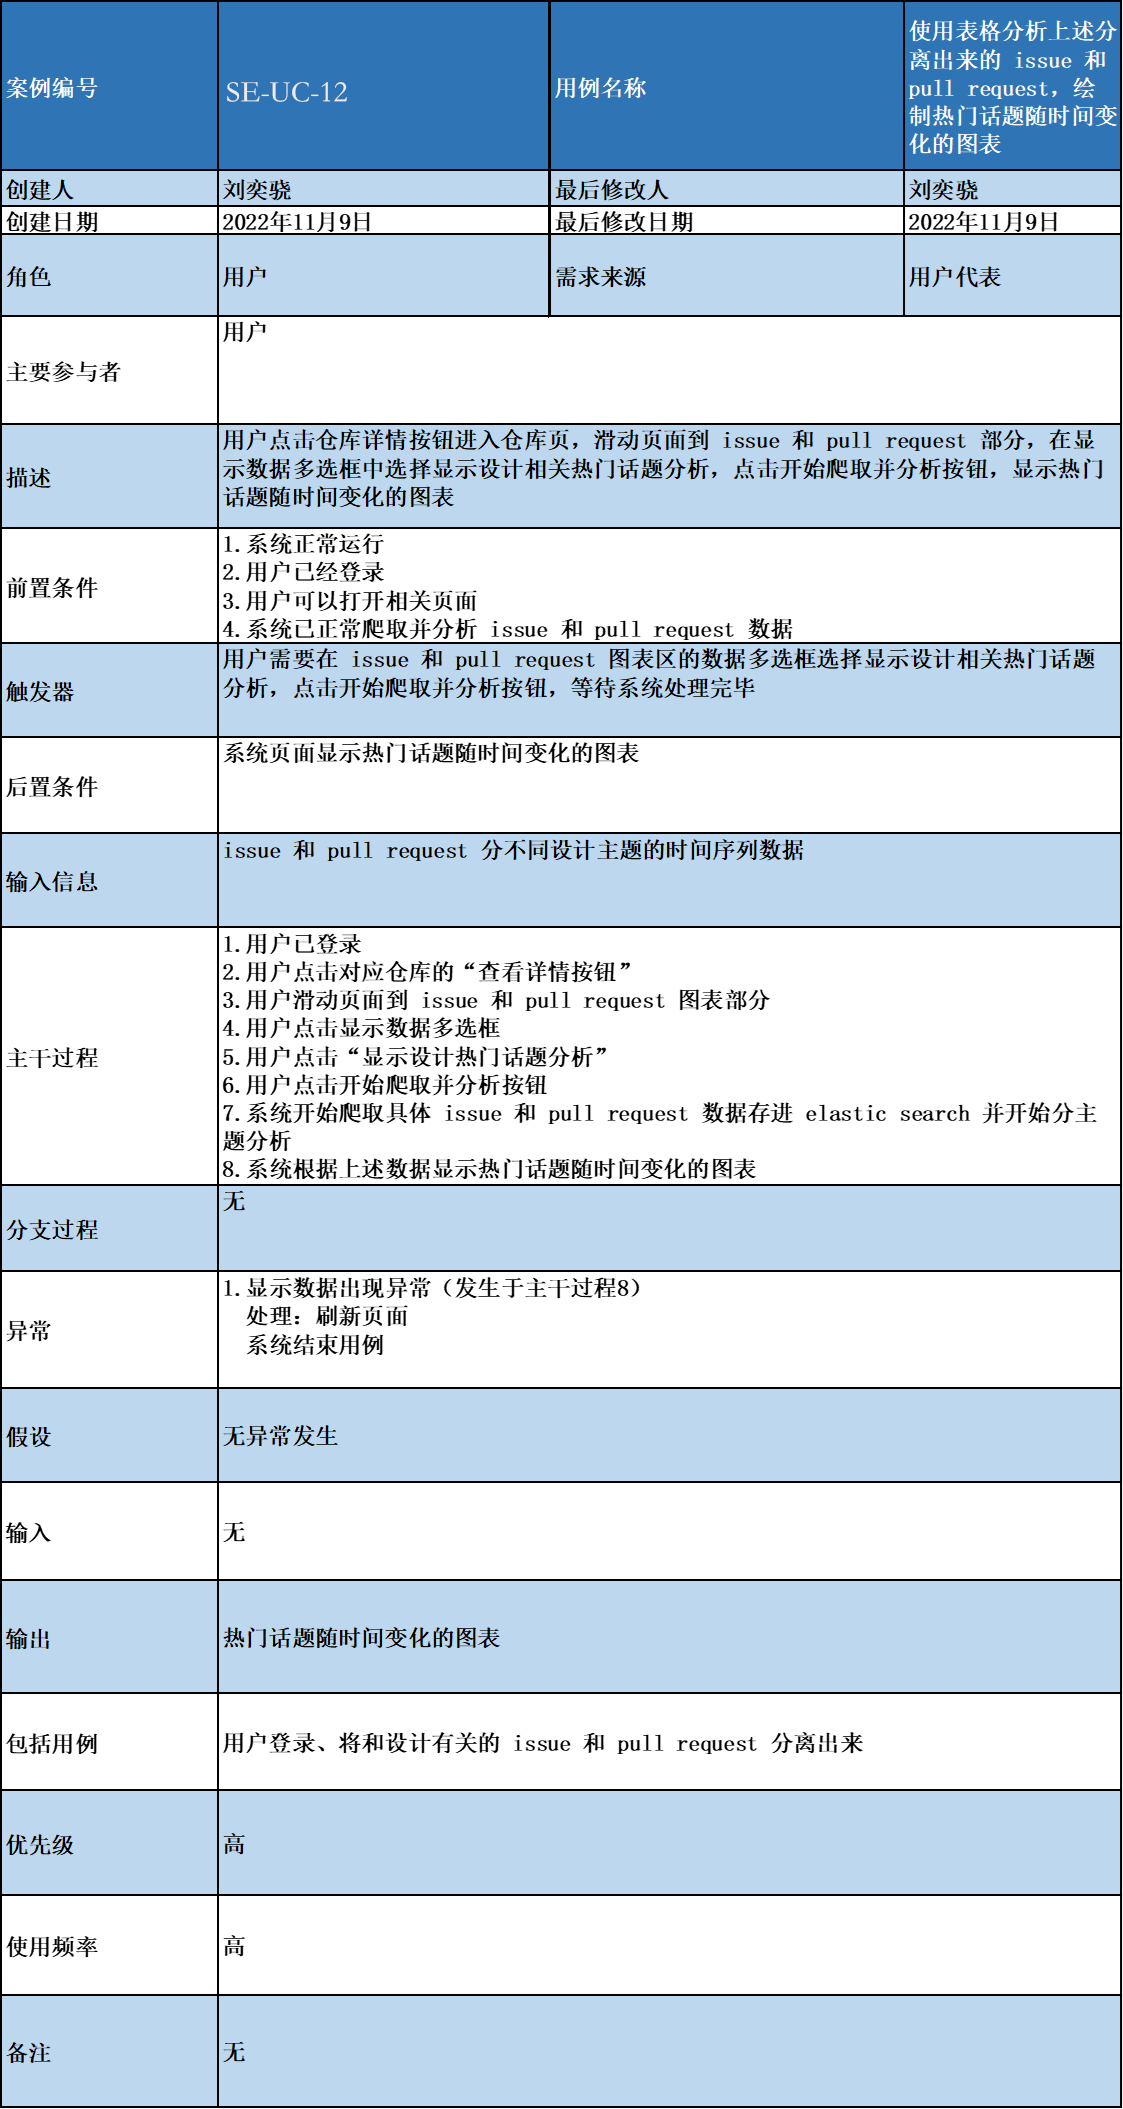 案例编号
SE-UC-12
用例名称
使用表格分析上述分
离出来的 issue 和
pull request，绘
制热门话题随时间变
化的图表
创建人
刘奕骁
最后修改人
刘奕骁
创建日期
2022年11月9日
最后修改日期
2022年11月9日
角色
用户
需求来源
用户代表
主要参与者
用户
描述
用户点击仓库详情按钮进入仓库页，滑动页面到 issue 和 pull request 部分，在显
示数据多选框中选择显示设计相关热门话题分析，点击开始爬取并分析按钮，显示热门
话题随时间变化的图表
前置条件
1.系统正常运行
2.用户已经登录
3.用户可以打开相关页面
4.系统已正常爬取并分析 issue 和 pull request 数据
触发器
用户需要在 issue 和 pull request 图表区的数据多选框选择显示设计相关热门话题
分析，点击开始爬取并分析按钮，等待系统处理完毕
后置条件
系统页面显示热门话题随时间变化的图表
输入信息
issue 和 pull request 分不同设计主题的时间序列数据
主干过程
1.用户已登录
2.用户点击对应仓库的“查看详情按钮”
3.用户滑动页面到 issue 和 pull request 图表部分
4.用户点击显示数据多选框
5.用户点击“显示设计热门话题分析”
6.用户点击开始爬取并分析按钮
7.系统开始爬取具体 issue 和 pull request 数据存进 elastic search 并开始分主
题分析
8.系统根据上述数据显示热门话题随时间变化的图表
分支过程
无
异常
1.显示数据出现异常（发生于主干过程8）
处理：刷新页面
系统结束用例
假设
无异常发生
输入
无
输出
热门话题随时间变化的图表
包括用例
用户登录、将和设计有关的 issue 和 pull request 分离出来
优先级
高
使用频率
高
备注
无